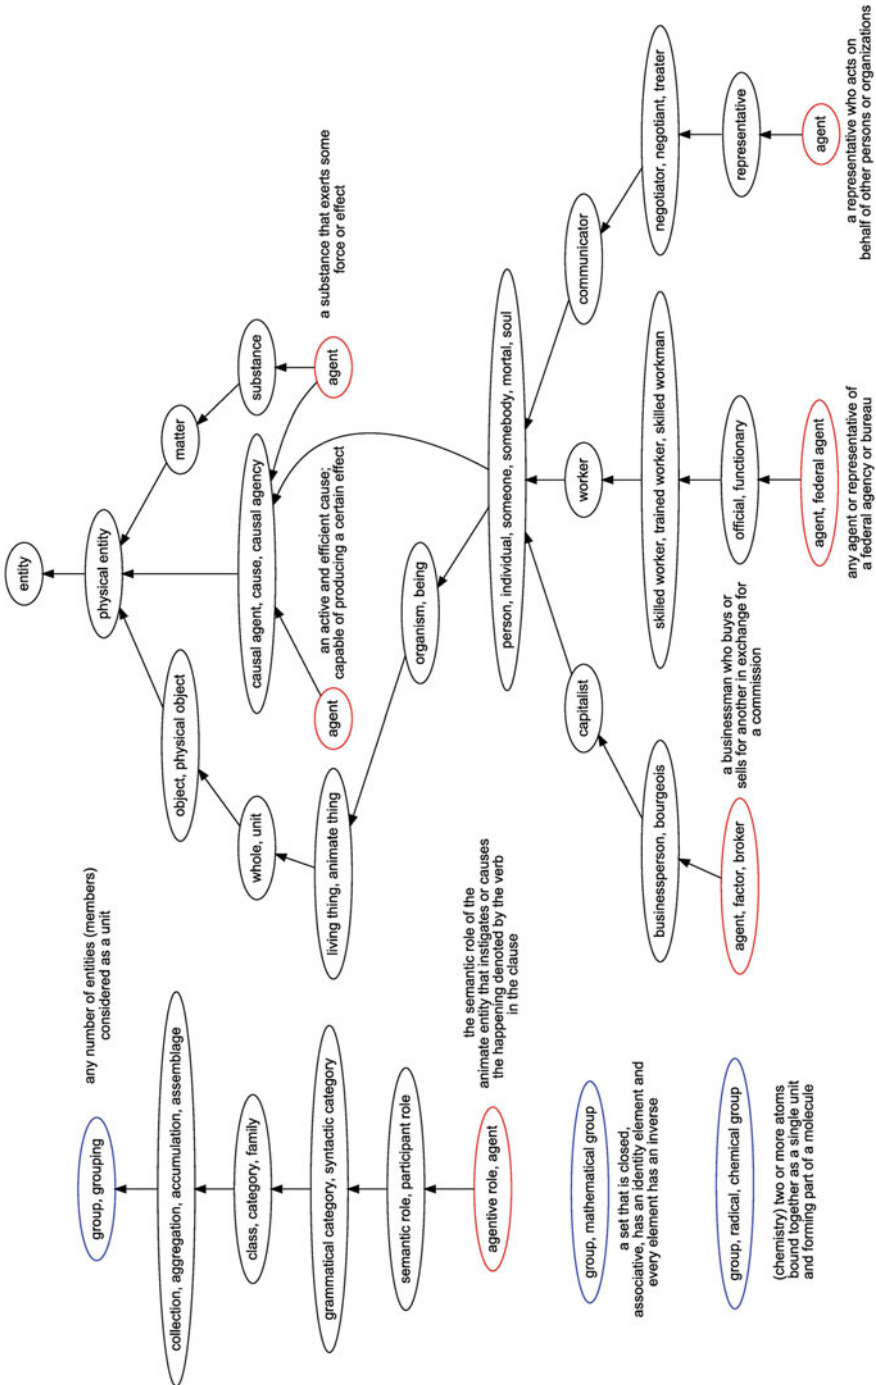 group, grouping
any number of entities (members)
considered as a unit
collection, aggregation, accumulation, assemblage
class, category, family
grammatical category, syntactic category
semantic role, participant role
the semantic role of the
animate entity that instigates or causes
the happening denoted by the verb
in the clause
agentive role, agent
group, mathematical group
a set that is closed,
associative, has an identity element and
every element has an inverse
group, radical, chemical group
(chemistry) two or more atoms
bound together as a single unit
and forming part of a molecule
entity
physical entity
object, physical object
matter
whole, unit
substance
causal agent, cause, causal agency
living thing, animate thing
agent
an active and efficient cause;
capable of producing a certain effect
agent
a substance that exerts some
force or effect
organism, being
person, individual, someone, somebody, mortal, soul
capitalist
worker
communicator
businessperson, bourgeois
skilled worker, trained worker, skilled workman
negotiator, negotiant, treater
agent, factor, broker
a businessman who buys or
sells for another in exchange for
a commission
official, functionary
representative
agent, federal agent
any agent or representative of
a federal agency or bureau
agent
a representative who acts on
behalf of other persons or organizations